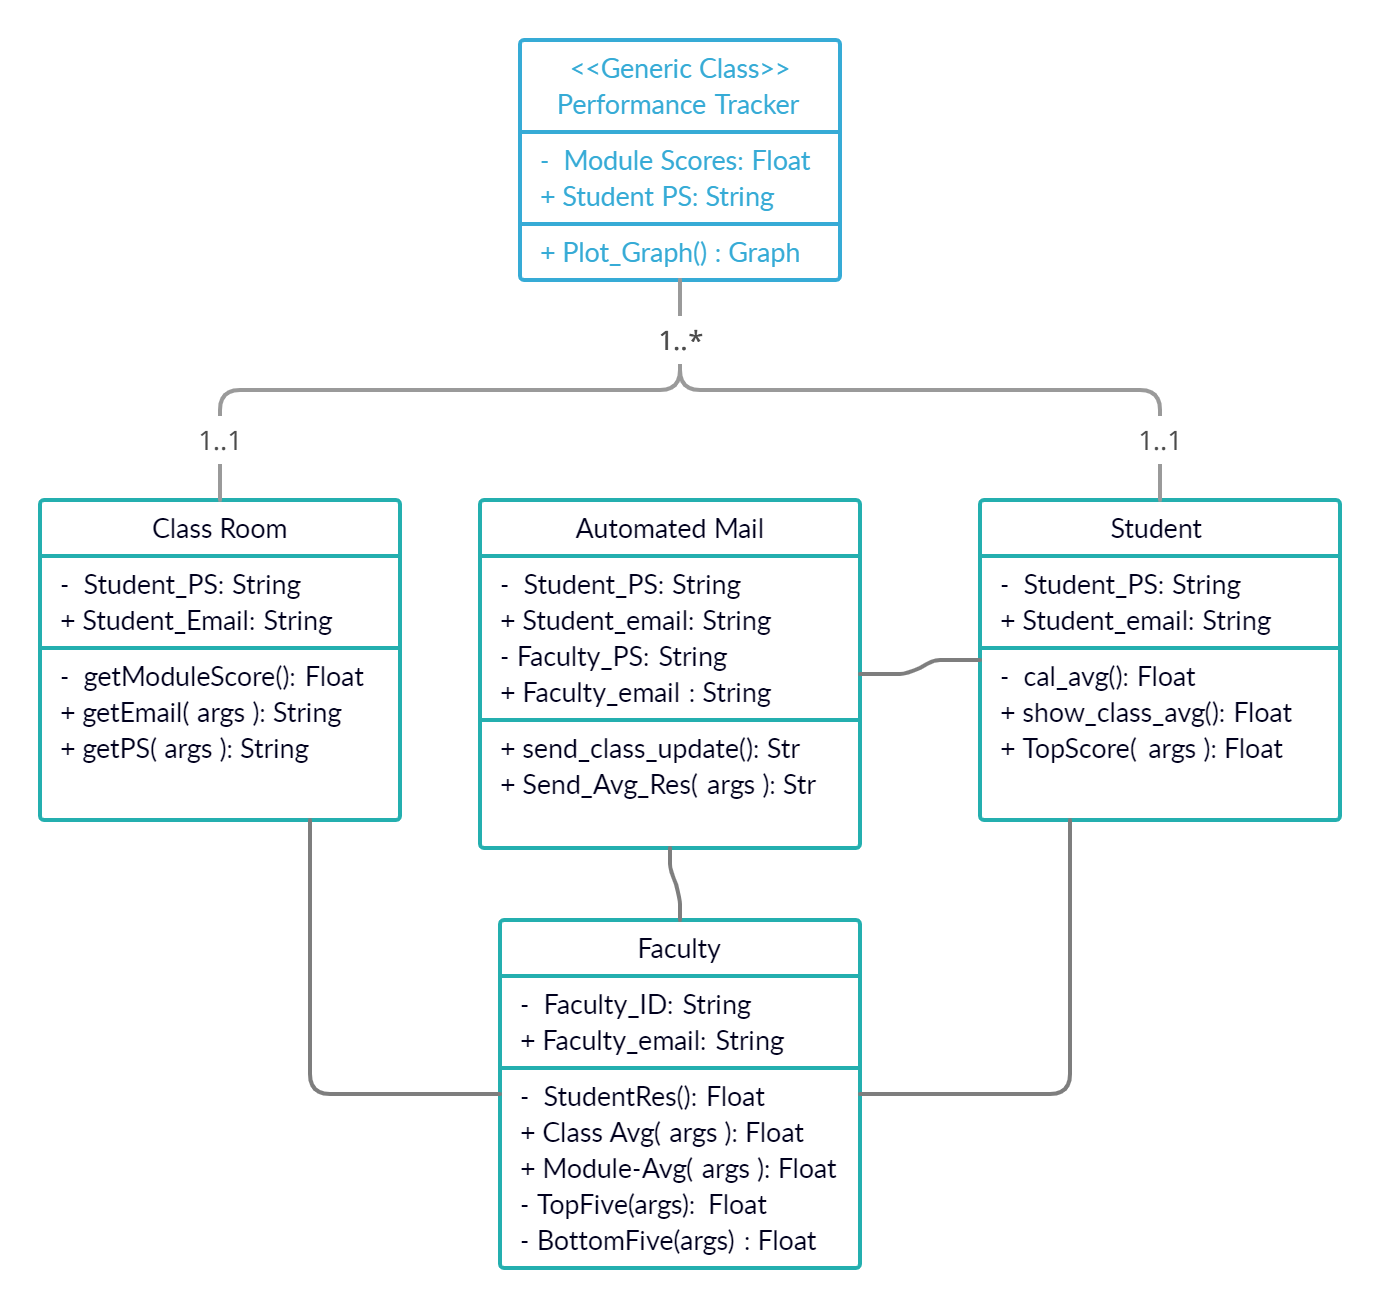 <<Generic Class>>
Performance Tracker
- Module Scores: Float
+ Student PS: String
+ Plot_Graph() : Graph
1..*
1..1
1..1
Class Room
- Student_PS: String
+ Student_Email: String
- getModuleScore(): Float
+ getEmail( args ): String
+ getPS( args ): String
Automated Mail
- Student_PS: String
+ Student_email: String
- Faculty_PS: String
+ Faculty_email : String
+ send_class_update(): Str
+ Send_Avg_Res( args ): Str
Student
- Student_PS: String
+ Student_email: String
- cal_avg(): Float
+ show_class_avg(): Float
+ TopScore( args ): Float
Faculty
- Faculty_ID: String
+ Faculty_email: String
- StudentRes(): Float
+ Class Avg( args ): Float
+ Module-Avg( args ): Float
- TopFive(args): Float
- BottomFive(args) : Float